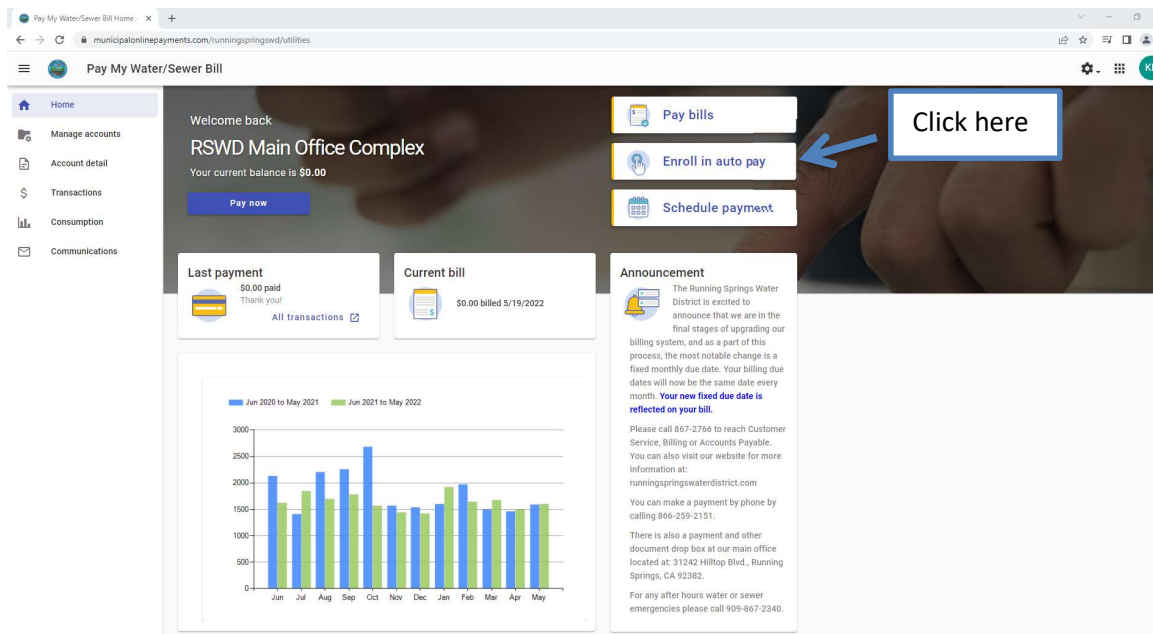 Pay My Water/Sewer Bill Home -
municipalonlinepayments.com/runningspringswd/utilities
Pay My Water/Sewer Bill
Home
Manage accounts
Account detail
Transactions
Consumption
Communications
Welcome back
RSWD Main Office Complex
Your current balance is $0.00
Pay now
Pay bills
Enroll in auto pay
Schedule payment
Click here
Last payment
$0.00 paid
Thank you!
All transactions
Current bill
$0.00 billed 5/19/2022
Announcement
The Running Springs Water
District is excited to
announce that we are in the
final stages of upgrading our
billing system, and as a part of this
process, the most notable change is a
fixed monthly due date. Your billing due
dates will now be the same date every
month. Your new fixed due date is
reflected on your bill.
Please call 867-2766 to reach Customer
Service, Billing or Accounts Payable.
You can also visit our website for more
information at:
runningspringswaterdistrict.com
You can make a payment by phone by
calling 866-259-2151.
There is also a payment and other
document drop box at our main office
located at: 31242 Hilltop Blvd., Running
Springs, CA 92382.
For any after hours water or sewer
emergencies please call 909-867-2340.
Jun 2020 to May 2021 Jun 2021 to May 2022
3000
2500
2000
1500
1000
500
0
Jun Jul Aug Sep Oct Nov Dec Jan Feb Mar Apr May